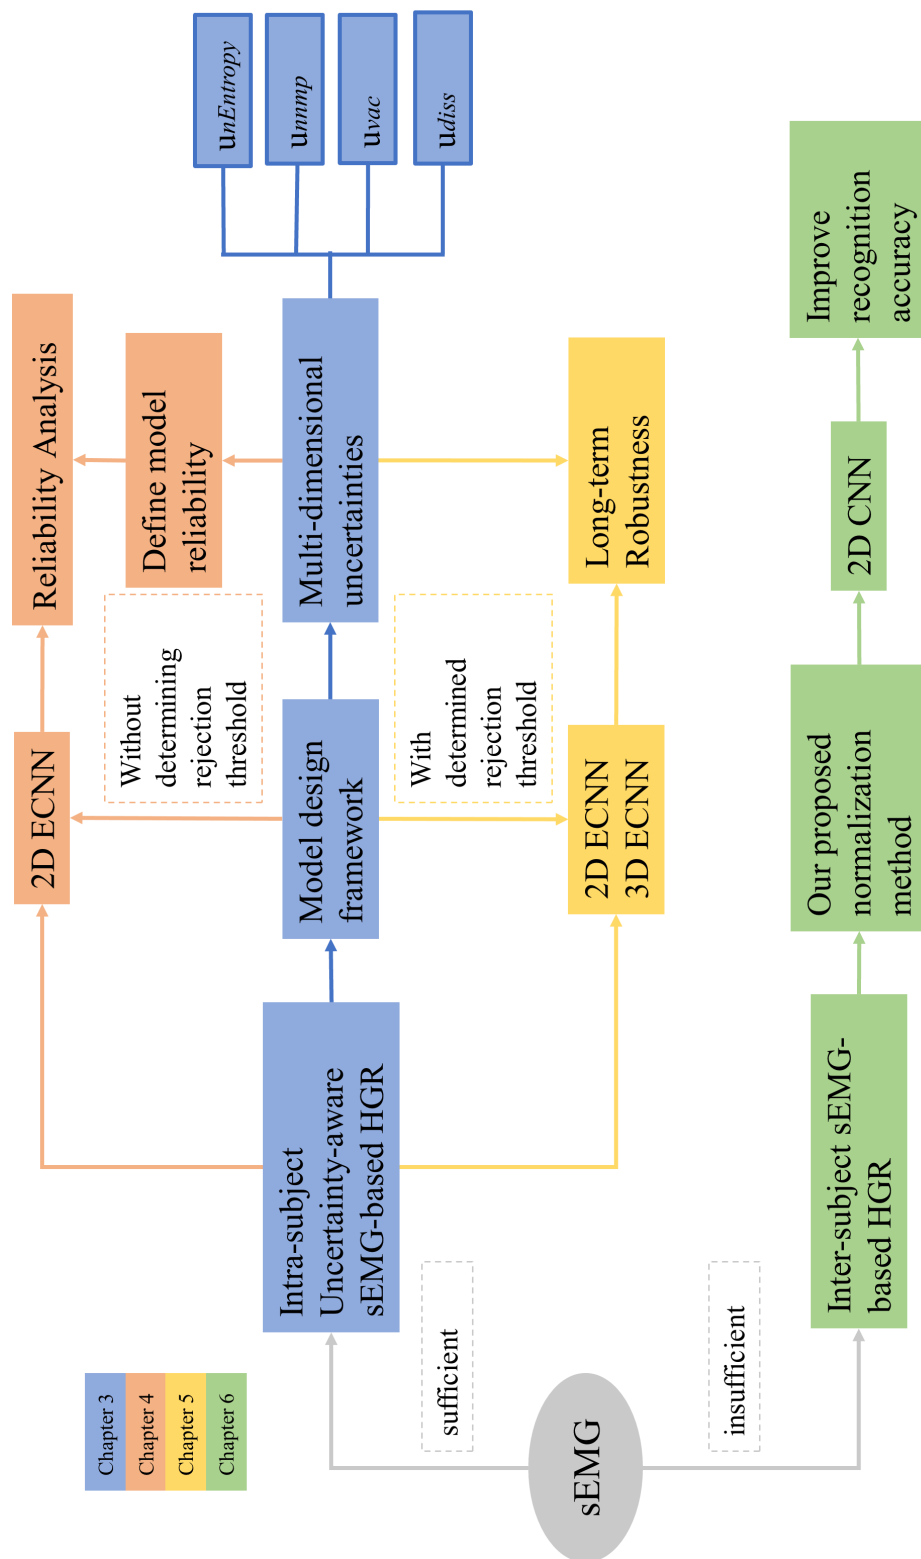 Chapter 3
Chapter 4
Chapter 5
Chapter 6
sEMG
sufficient
insufficient
Intra-subject
Uncertainty-aware
sEMG-based HGR
Inter-subject sEMG-
based HGR
2D ECNN
Reliability Analysis
Without
determining
rejection
threshold
Define model
reliability
Model design
framework
Multi-dimensional
uncertainties
unEntropy
unnmp
uvac
udiss
With
determined
rejection
threshold
2D ECNN
3D ECNN
Long-term
Robustness
Our proposed
normalization
method
2D CNN
Improve
recognition
accuracy